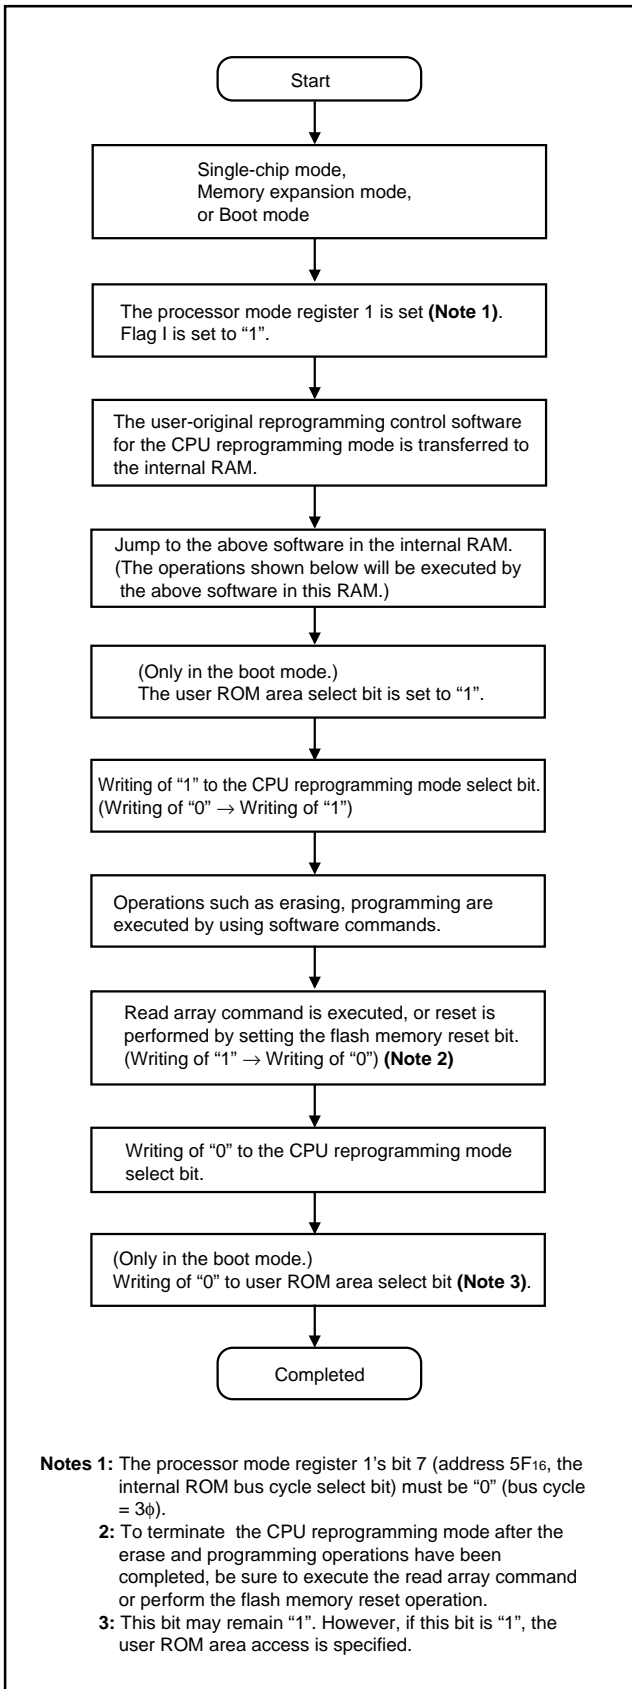 Start
Single-chip mode,
Memory expansion mode,
or Boot mode
The processor mode register 1 is set (Note 1).
Flag I is set to “1”.
The user-original reprogramming control software
for the CPU reprogramming mode is transferred to
the internal RAM.
Jump to the above software in the internal RAM.
(The operations shown below will be executed by
the above software in this RAM.)
(Only in the boot mode.)
The user ROM area select bit is set to “1”.
Writing of “1” to the CPU reprogramming mode select bit.
(Writing of “0” → Writing of “1”)
Operations such as erasing, programming are
executed by using software commands.
Read array command is executed, or reset is
performed by setting the flash memory reset bit.
(Writing of “1” → Writing of “0”) (Note 2)
Writing of “0” to the CPU reprogramming mode
select bit.
(Only in the boot mode.)
Writing of “0” to user ROM area select bit (Note 3).
Completed
Notes 1: The processor mode register 1’s bit 7 (address 5F₁₆, the
internal ROM bus cycle select bit) must be “0” (bus cycle
= 3ϕ).
2: To terminate the CPU reprogramming mode after the
erase and programming operations have been
completed, be sure to execute the read array command
or perform the flash memory reset operation.
3: This bit may remain “1”. However, if this bit is “1”, the
user ROM area access is specified.